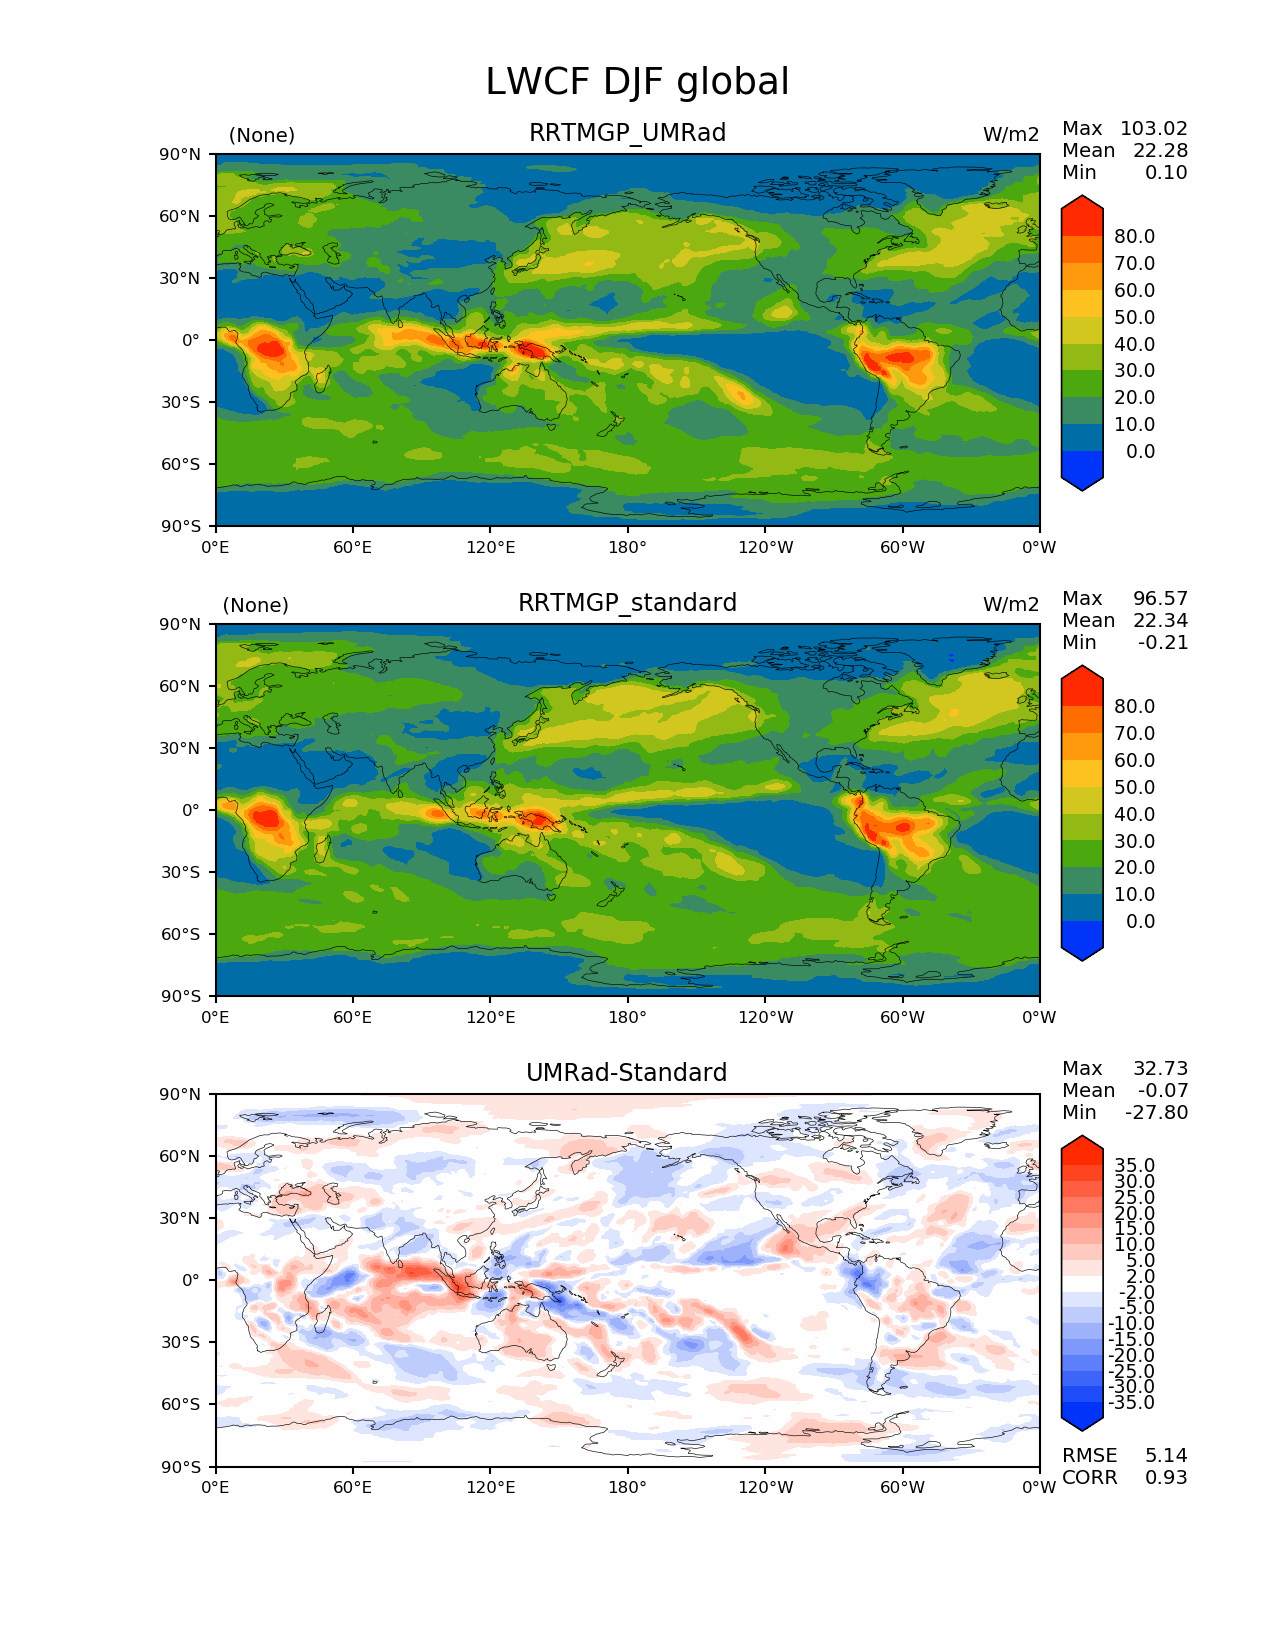 LWCF DJF global
(None) RRTMGP_UMRad W/m2
Max 103.02
Mean 22.28
Min 0.10
90°N
60°N
30°N
0°
30°S
60°S
90°S
0°E 60°E 120°E 180° 120°W 60°W 0°W
80.0
70.0
60.0
50.0
40.0
30.0
20.0
10.0
0.0
(None) RRTMGP_standard W/m2
Max 96.57
Mean 22.34
Min -0.21
90°N
60°N
30°N
0°
30°S
60°S
90°S
0°E 60°E 120°E 180° 120°W 60°W 0°W
80.0
70.0
60.0
50.0
40.0
30.0
20.0
10.0
0.0
UMRad-Standard
Max 32.73
Mean -0.07
Min -27.80
90°N
60°N
30°N
0°
30°S
60°S
90°S
0°E 60°E 120°E 180° 120°W 60°W 0°W
35.0
30.0
25.0
20.0
15.0
10.0
5.0
2.0
-2.0
-5.0
-10.0
-15.0
-20.0
-25.0
-30.0
-35.0
RMSE 5.14
CORR 0.93